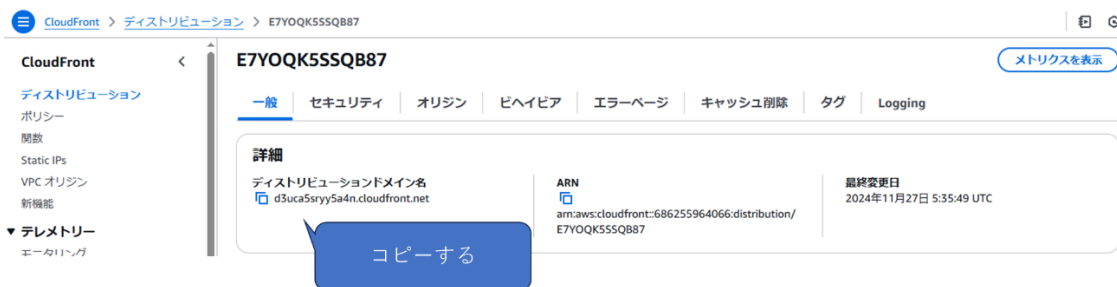 CloudFront > ディストリビューション > E7YOQK5SSQB87
CloudFront
ディストリビューション
ポリシー
関数
Static IPs
VPC オリジン
新機能
テレメトリー
モニタリング
E7YOQK5SSQB87
メトリクスを表示
一般 セキュリティ オリジン ビヘイビア エラーページ キャッシュ削除 タグ Logging
詳細
ディストリビューションドメイン名
d3uca5sryy5a4n.cloudfront.net
ARN
arn:aws:cloudfront::686255964066:distribution/
E7YOQK5SSQB87
最終変更日
2024年11月27日 5:35:49 UTC
コピーする